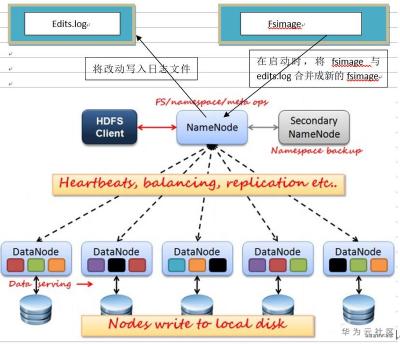 Edits.log
Fsimage
将改动写入日志文件
在启动时，将 fsimage 与
edits.log 合并成新的 fsimage
FS/namespace/meta ops
HDFS
Client
NameNode
Secondary
NameNode
Namespace backup
Heartbeats, balancing, replication etc..
DataNode
DataNode
DataNode
DataNode
DataNode
Data serving
Nodes write to local disk
华为云社区